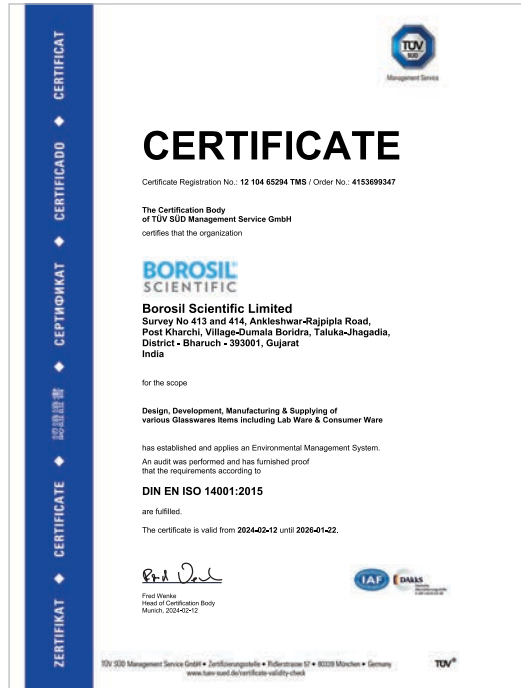 CERTIFICAT
CERTIFICADO
СЕРТИФИКАТ
認證證書
CERTIFICATE
ZERTIFIKAT
TÜV
SÜD
Management Service
CERTIFICATE
Certificate Registration No.: 12 104 65294 TMS / Order No.: 4153699347
The Certification Body
of TÜV SÜD Management Service GmbH
certifies that the organization
BOROSIL
SCIENTIFIC
Borosil Scientific Limited
Survey No 413 and 414, Ankleshwar-Rajpipla Road,
Post Kharchi, Village-Dumala Boridra, Taluka-Jhagadia,
District - Bharuch - 393001, Gujarat
India
for the scope
Design, Development, Manufacturing & Supplying of
various Glasswares Items including Lab Ware & Consumer Ware
has established and applies an Environmental Management System.
An audit was performed and has furnished proof
that the requirements according to
DIN EN ISO 14001:2015
are fulfilled.
The certificate is valid from 2024-02-12 until 2026-01-22.
Fred Wenke
Head of Certification Body
Munich, 2024-02-12
IAF
DAkkS
TÜV SÜD Management Service GmbH • Zertifizierungsstelle • Ridlerstrasse 57 • 80339 München • Germany
www.tuev-sued.de/certificate-validity-check
TÜV®